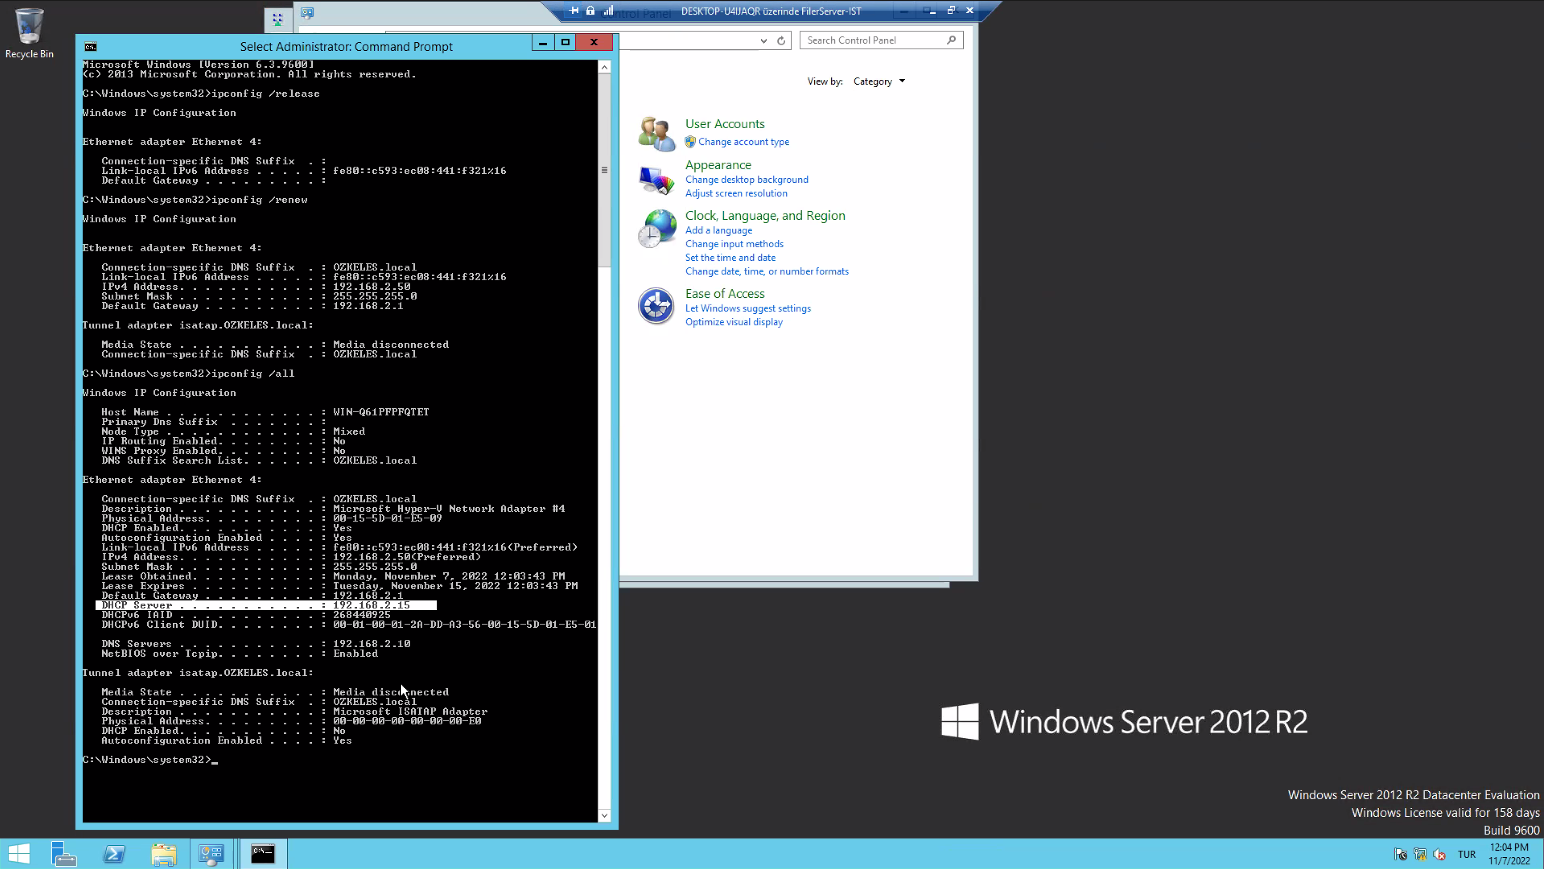 Recycle Bin
DESKTOP-U4IJAQR üzerinde FilerServer-IST
Search Control Panel
View by: Category
User Accounts
Change account type
Appearance
Change desktop background
Adjust screen resolution
Clock, Language, and Region
Add a language
Change input methods
Set the time and date
Change date, time, or number formats
Ease of Access
Let Windows suggest settings
Optimize visual display
Select Administrator: Command Prompt
Microsoft Windows [Version 6.3.9600]
(c) 2013 Microsoft Corporation. All rights reserved.
C:\Windows\system32>ipconfig /release
Windows IP Configuration
Ethernet adapter Ethernet 4:
Connection-specific DNS Suffix . :
Link-local IPv6 Address . . . . . : fe80::c593:ec08:441:f321%16
Default Gateway . . . . . . . . . :
C:\Windows\system32>ipconfig /renew
Windows IP Configuration
Ethernet adapter Ethernet 4:
Connection-specific DNS Suffix . : OZKELES.local
Link-local IPv6 Address . . . . . : fe80::c593:ec08:441:f321%16
IPv4 Address. . . . . . . . . . . : 192.168.2.50
Subnet Mask . . . . . . . . . . . : 255.255.255.0
Default Gateway . . . . . . . . . : 192.168.2.1
Tunnel adapter isatap.OZKELES.local:
Media State . . . . . . . . . . . : Media disconnected
Connection-specific DNS Suffix . : OZKELES.local
C:\Windows\system32>ipconfig /all
Windows IP Configuration
Host Name . . . . . . . . . . . . : WIN-Q61PFPFQTET
Primary Dns Suffix . . . . . . . :
Node Type . . . . . . . . . . . . : Mixed
IP Routing Enabled. . . . . . . . : No
WINS Proxy Enabled. . . . . . . . : No
DNS Suffix Search List. . . . . . : OZKELES.local
Ethernet adapter Ethernet 4:
Connection-specific DNS Suffix . : OZKELES.local
Description . . . . . . . . . . . : Microsoft Hyper-V Network Adapter #4
Physical Address. . . . . . . . . : 00-15-5D-01-E5-09
DHCP Enabled. . . . . . . . . . . : Yes
Autoconfiguration Enabled . . . . : Yes
Link-local IPv6 Address . . . . . : fe80::c593:ec08:441:f321%16(Preferred)
IPv4 Address. . . . . . . . . . . : 192.168.2.50(Preferred)
Subnet Mask . . . . . . . . . . . : 255.255.255.0
Lease Obtained. . . . . . . . . . : Monday, November 7, 2022 12:03:43 PM
Lease Expires . . . . . . . . . . : Tuesday, November 15, 2022 12:03:43 PM
Default Gateway . . . . . . . . . : 192.168.2.1
DHCP Server . . . . . . . . . . . : 192.168.2.15
DHCPv6 IAID . . . . . . . . . . . : 268440925
DHCPv6 Client DUID. . . . . . . . : 00-01-00-01-2A-DD-A3-56-00-15-5D-01-E5-01
DNS Servers . . . . . . . . . . . : 192.168.2.10
NetBIOS over Tcpip. . . . . . . . : Enabled
Tunnel adapter isatap.OZKELES.local:
Media State . . . . . . . . . . . : Media disconnected
Connection-specific DNS Suffix . : OZKELES.local
Description . . . . . . . . . . . : Microsoft ISATAP Adapter
Physical Address. . . . . . . . . : 00-00-00-00-00-00-00-E0
DHCP Enabled. . . . . . . . . . . : No
Autoconfiguration Enabled . . . . : Yes
C:\Windows\system32>_
Windows Server 2012 R2
Windows Server 2012 R2 Datacenter Evaluation
Windows License valid for 158 days
Build 9600
TUR
12:04 PM
11/7/2022